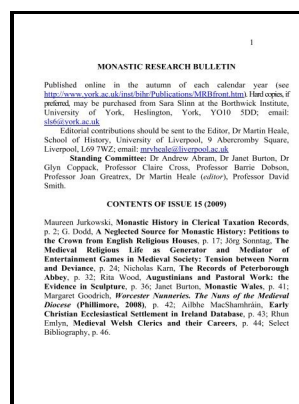 1
MONASTIC RESEARCH BULLETIN
Published online in the autumn of each calendar year (see
http://www.york.ac.uk/inst/bihr/Publications/MRBfront.htm). Hard copies, if
preferred, may be purchased from Sara Slinn at the Borthwick Institute,
University of York, Heslington, York, YO10 5DD; email:
sls6@york.ac.uk
Editorial contributions should be sent to the Editor, Dr Martin Heale,
School of History, University of Liverpool, 9 Abercromby Square,
Liverpool, L69 7WZ; email: mrvheale@liverpool.ac.uk
Standing Committee: Dr Andrew Abram, Dr Janet Burton, Dr
Glyn Coppack, Professor Claire Cross, Professor Barrie Dobson,
Professor Joan Greatrex, Dr Martin Heale (editor), Professor David
Smith.
CONTENTS OF ISSUE 15 (2009)
Maureen Jurkowski, Monastic History in Clerical Taxation Records,
p. 2; G. Dodd, A Neglected Source for Monastic History: Petitions to
the Crown from English Religious Houses, p. 17; Jörg Sonntag, The
Medieval Religious Life as Generator and Mediator of
Entertainment Games in Medieval Society: Tension between Norm
and Deviance, p. 24; Nicholas Karn, The Records of Peterborough
Abbey, p. 32; Rita Wood, Augustinians and Pastoral Work: the
Evidence in Sculpture, p. 36; Janet Burton, Monastic Wales, p. 41;
Margaret Goodrich, Worcester Nunneries. The Nuns of the Medieval
Diocese (Phillimore, 2008), p. 42; Ailbhe MacShamhráin, Early
Christian Ecclesiastical Settlement in Ireland Database, p. 43; Rhun
Emlyn, Medieval Welsh Clerics and their Careers, p. 44; Select
Bibliography, p. 46.